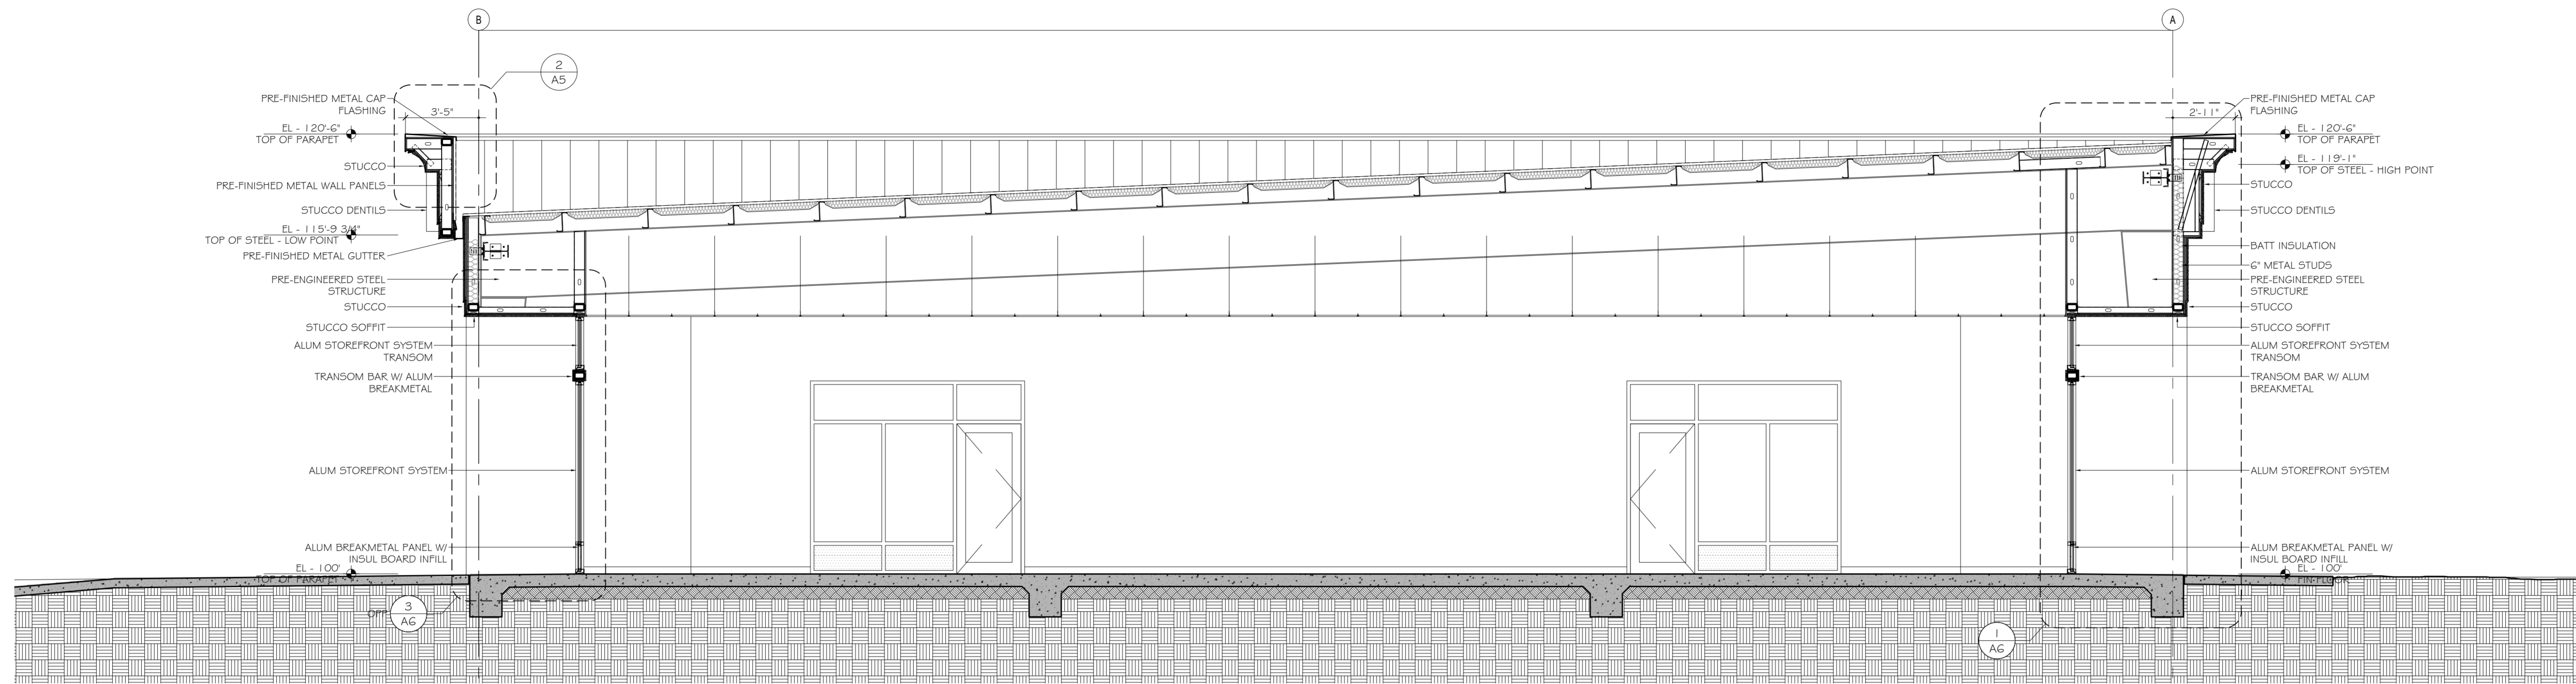 B
A
2
A5
PRE-FINISHED METAL CAP
FLASHING
3'-5"
EL - 120'-6"
TOP OF PARAPET
STUCCO
PRE-FINISHED METAL WALL PANELS
STUCCO DENTILS
EL - 115'-9 3/4"
TOP OF STEEL - LOW POINT
PRE-FINISHED METAL GUTTER
PRE-ENGINEERED STEEL
STRUCTURE
STUCCO
STUCCO SOFFIT
ALUM STOREFRONT SYSTEM
TRANSOM
TRANSOM BAR W/ ALUM
BREAKMETAL
ALUM STOREFRONT SYSTEM
ALUM BREAKMETAL PANEL W/
INSUL BOARD INFILL
EL - 100'
TOP OF PARAPET
OPP
3
A6
PRE-FINISHED METAL CAP
FLASHING
2'-11"
EL - 120'-6"
TOP OF PARAPET
EL - 119'-1"
TOP OF STEEL - HIGH POINT
STUCCO
STUCCO DENTILS
BATT INSULATION
6" METAL STUDS
PRE-ENGINEERED STEEL
STRUCTURE
STUCCO
STUCCO SOFFIT
ALUM STOREFRONT SYSTEM
TRANSOM
TRANSOM BAR W/ ALUM
BREAKMETAL
ALUM STOREFRONT SYSTEM
ALUM BREAKMETAL PANEL W/
INSUL BOARD INFILL
EL - 100'
FIN-FLOOR
1
A6